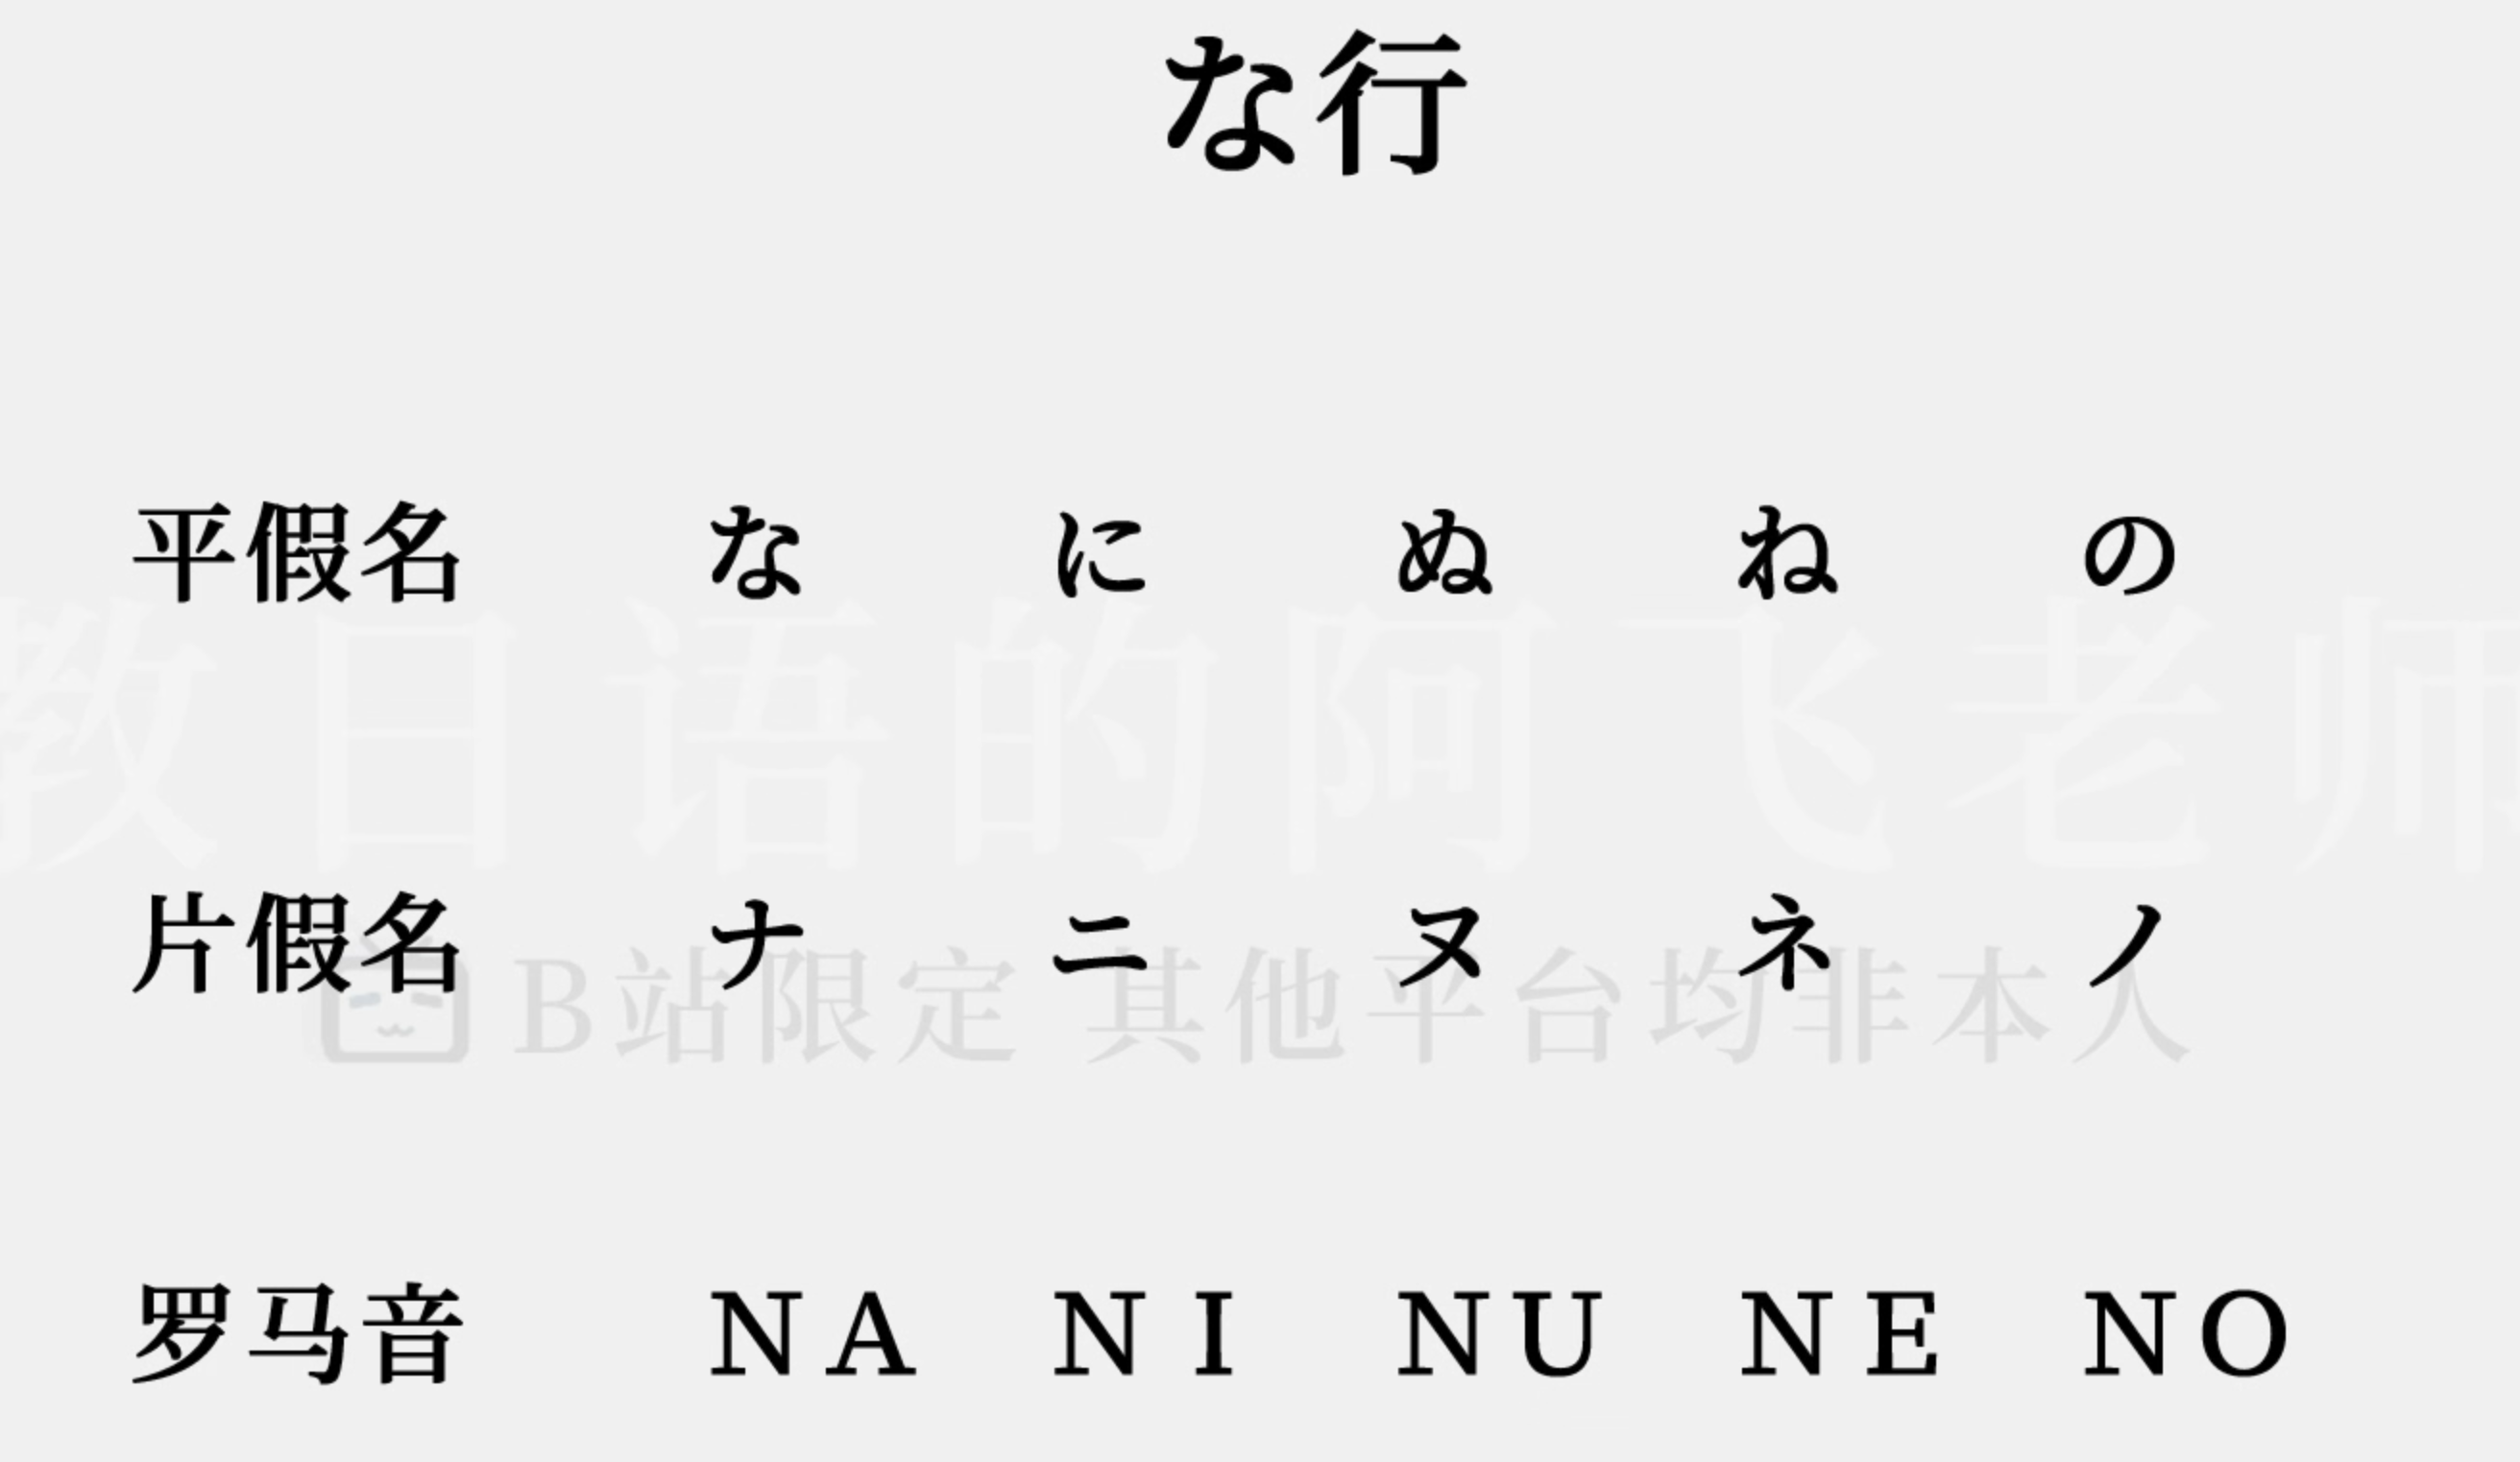 な行
平假名 な に ぬ ね の
教日语的阿飞老师
片假名 ナ ニ ヌ ネ ノ
B站限定 其他平台均非本人
罗马音 NA NI NU NE NO